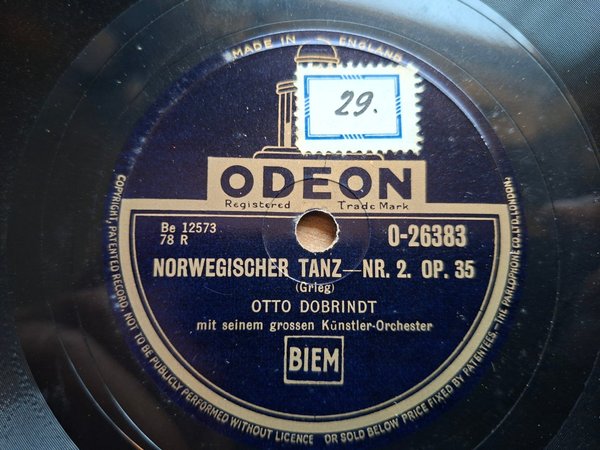 MADE IN ENGLAND
29.
ODEON
Registered Trade Mark
Be 12573
78 R
O-26383
NORWEGISCHER TANZ—NR. 2. OP. 35
(Grieg)
OTTO DOBRINDT
mit seinem grossen Künstler-Orchester
BIEM
COPYRIGHT, PATENTED RECORD, NOT TO BE PUBLICLY PERFORMED WITHOUT LICENCE OR SOLD BELOW PRICE FIXED BY PATENTEES—THE PARLOPHONE CO. LTD. LONDON.